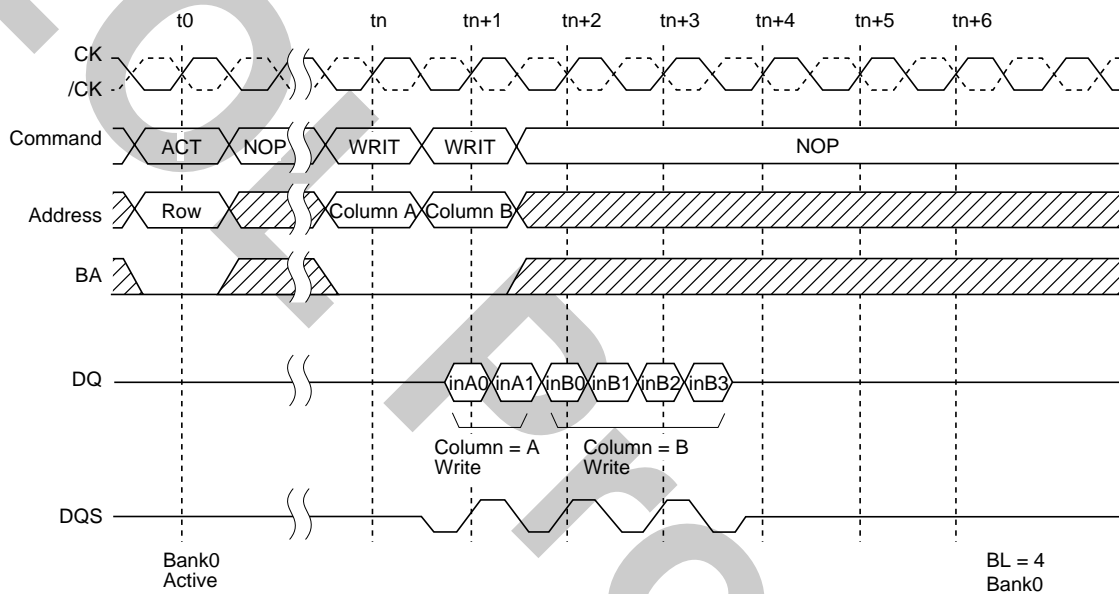 t0 tn tn+1 tn+2 tn+3 tn+4 tn+5 tn+6
CK
/CK
Command ACT NOP WRIT WRIT NOP
Address Row Column A Column B
BA
DQ inA0 inA1 inB0 inB1 inB2 inB3
Column = A Column = B
Write Write
DQS
Bank0 BL = 4
Active Bank0